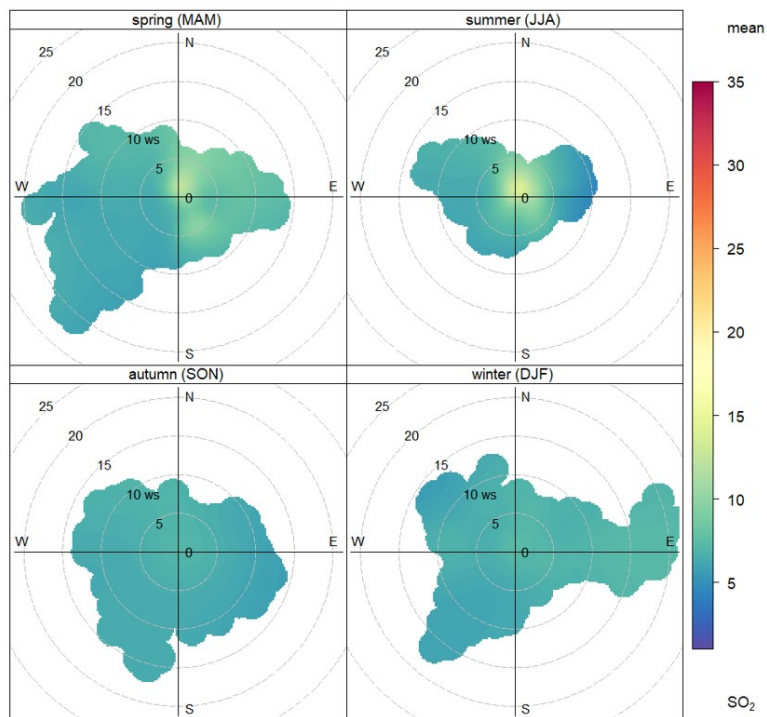 spring (MAM)
25
20
15
10 ws
5
0
N
W
E
S
summer (JJA)
25
20
15
10 ws
5
0
N
W
E
S
autumn (SON)
25
20
15
10 ws
5
0
N
W
E
S
winter (DJF)
25
20
15
10 ws
5
0
N
W
E
S
mean
35
30
25
20
15
10
5
SO₂